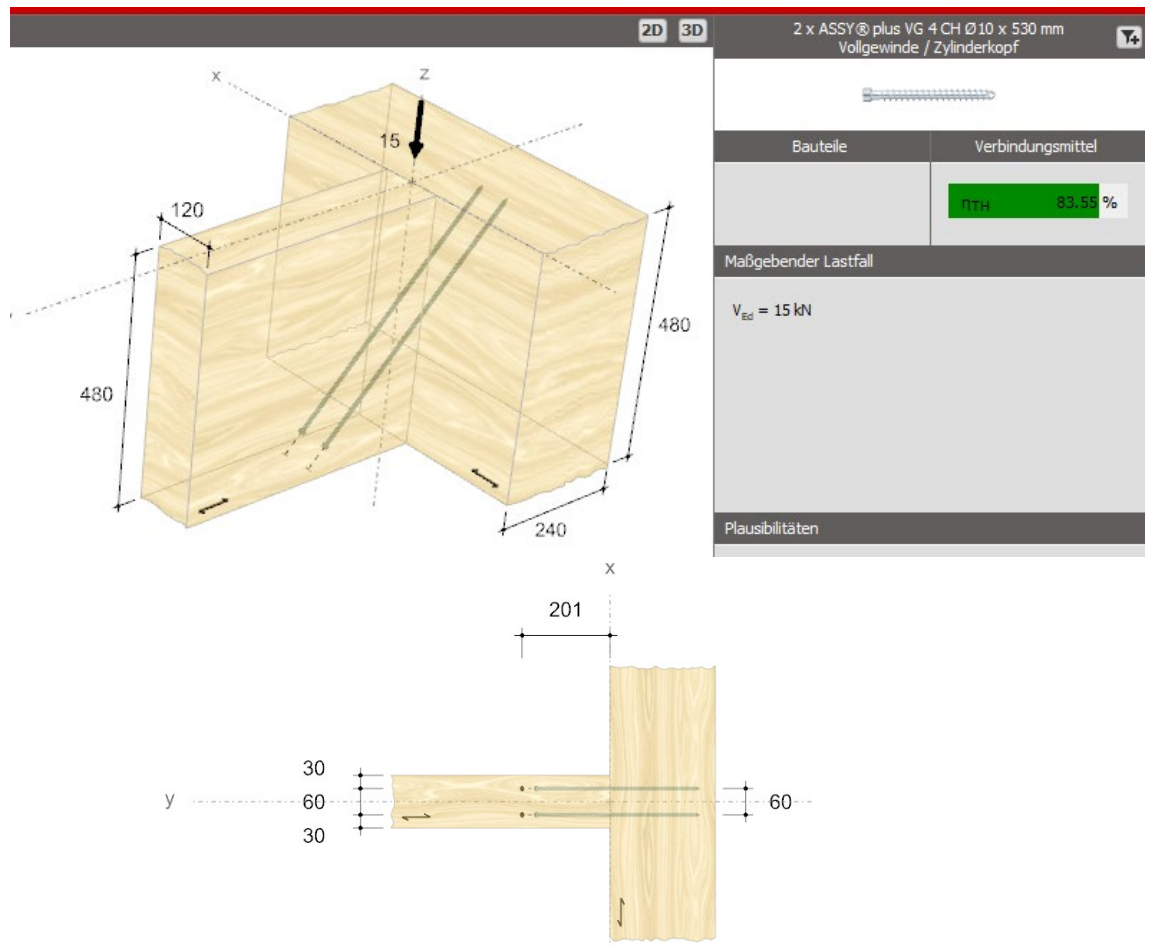 2D 3D
2 x ASSY® plus VG 4 CH Ø10 x 530 mm
Vollgewinde / Zylinderkopf
Bauteile Verbindungsmittel
ηTH 83.55 %
Maßgebender Lastfall
V_Ed = 15 kN
Plausibilitäten
x
z
15
120
480
480
240
x
201
30
y 60 60
30